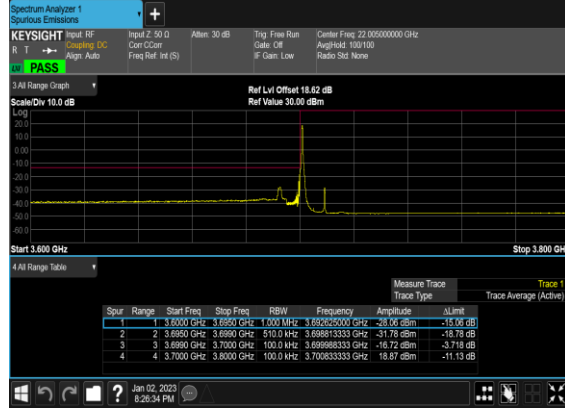 Spectrum Analyzer 1
Spurious Emissions
+
KEYSIGHT Input: RF Input Z: 50 Ω Atten: 30 dB Trig: Free Run Center Freq: 22.005000000 GHz
R T Coupling: DC Corr CCorr Gate: Off Avg|Hold: 100/100
Align: Auto Freq Ref: Int (S) IF Gain: Low Radio Std: None
PASS
3 All Range Graph
Ref Lvl Offset 18.62 dB
Scale/Div 10.0 dB Ref Value 30.00 dBm
Log
20.0
10.0
0.00
-10.0
-20.0
-30.0
-40.0
-50.0
-60.0
Start 3.600 GHz Stop 3.800 GH
4 All Range Table
Measure Trace Trace 1
Trace Type Trace Average (Active)
Spur Range Start Freq Stop Freq RBW Frequency Amplitude ΔLimit
1 1 3.6000 GHz 3.6950 GHz 1.000 MHz 3.692625000 GHz -28.06 dBm -15.06 dB
2 2 3.6950 GHz 3.6990 GHz 510.0 kHz 3.698813333 GHz -31.78 dBm -18.78 dB
3 3 3.6990 GHz 3.7000 GHz 100.0 kHz 3.699988333 GHz -16.72 dBm -3.718 dB
4 4 3.7000 GHz 3.8000 GHz 100.0 kHz 3.700833333 GHz 18.87 dBm -11.13 dB
? Jan 02, 2023
8:26:34 PM